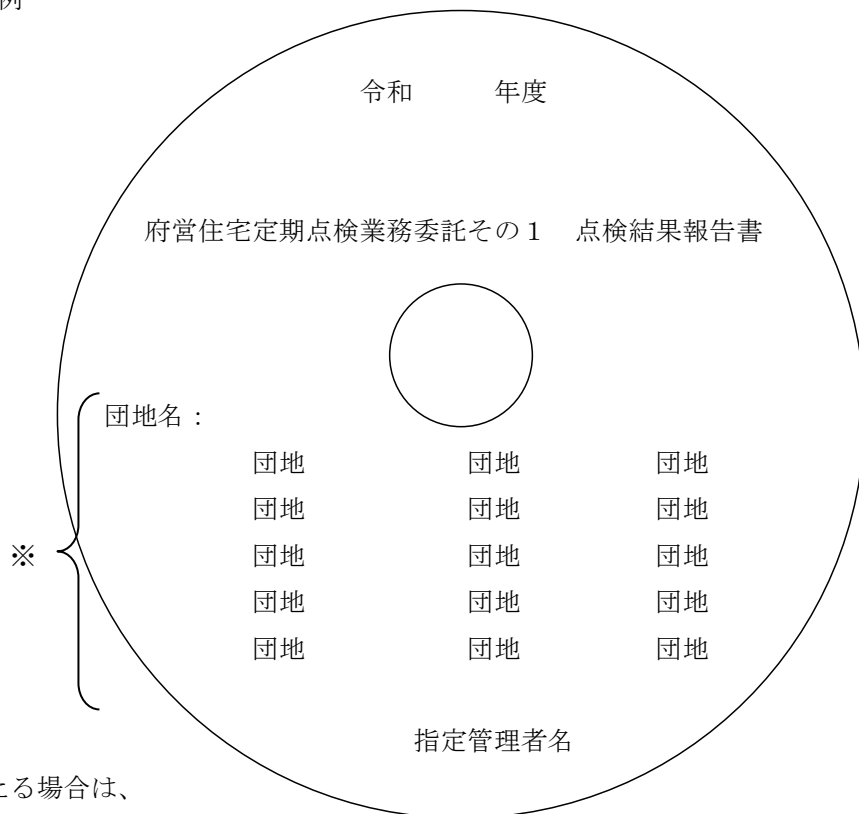 例
令和　　　年度
府営住宅定期点検業務委託その１　点検結果報告書
団地名：
団地　団地　団地
団地　団地　団地
※　団地　団地　団地
団地　団地　団地
団地　団地　団地
指定管理者名
たる場合は、